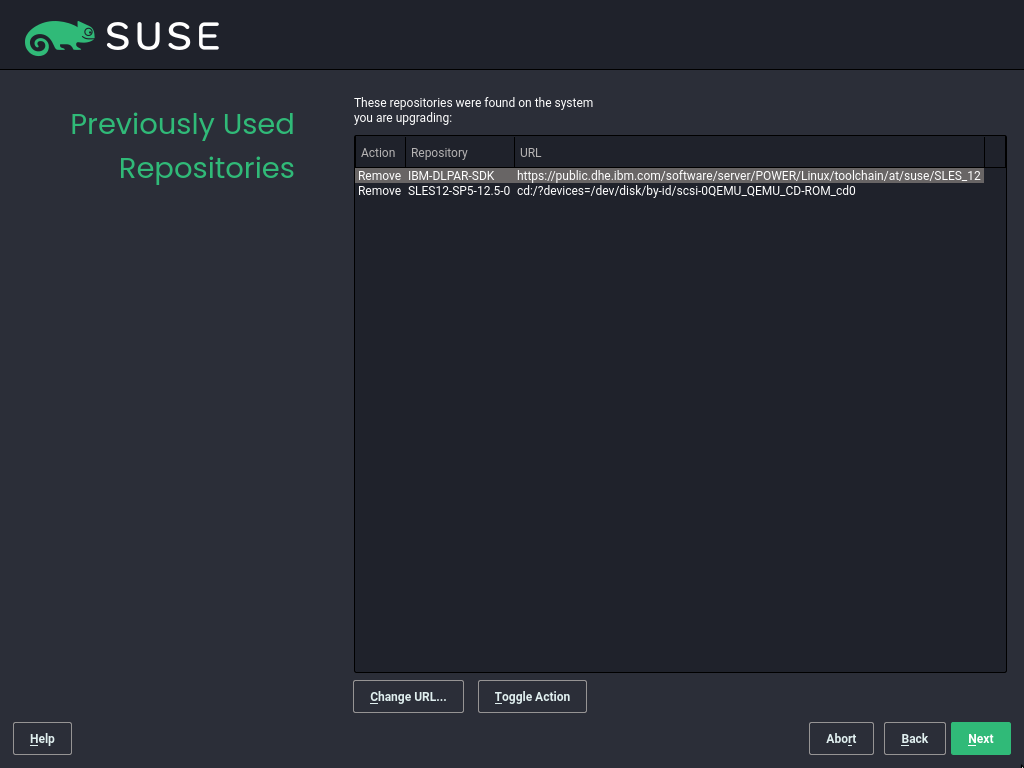 SUSE
Previously Used
Repositories
These repositories were found on the system
you are upgrading:
Action Repository URL
Remove IBM-DLPAR-SDK https://public.dhe.ibm.com/software/server/POWER/Linux/toolchain/at/suse/SLES_12
Remove SLES12-SP5-12.5-0 cd:/?devices=/dev/disk/by-id/scsi-0QEMU_QEMU_CD-ROM_cd0
Change URL... Toggle Action
Help Abort Back Next